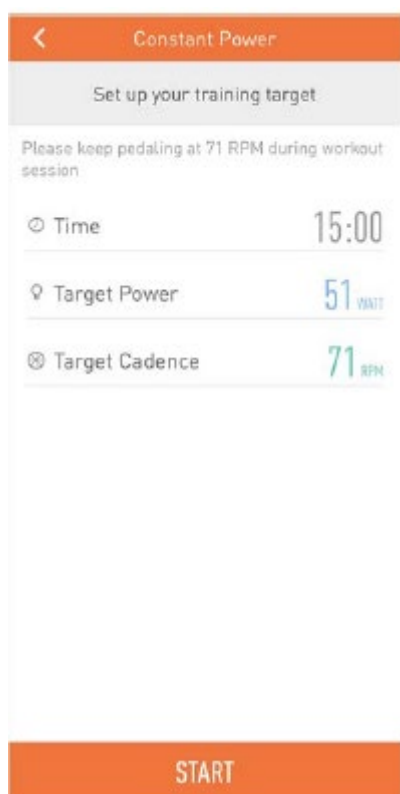 Constant Power
Set up your training target
Please keep pedaling at 71 RPM during workout
session
Time 15:00
Target Power 51 WATT
Target Cadence 71 RPM
START